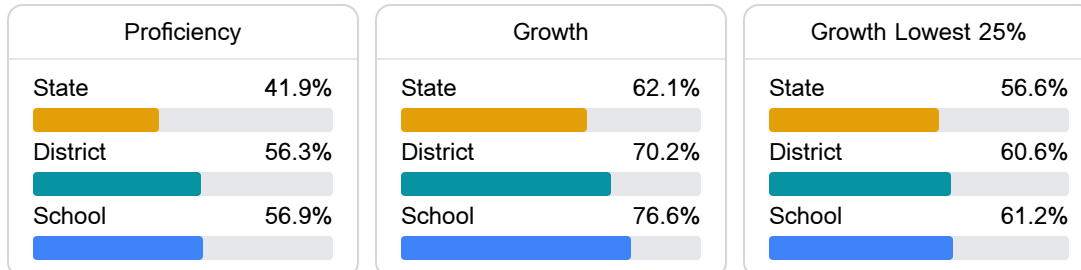 Proficiency
State 41.9%
District 56.3%
School 56.9%
Growth
State 62.1%
District 70.2%
School 76.6%
Growth Lowest 25%
State 56.6%
District 60.6%
School 61.2%